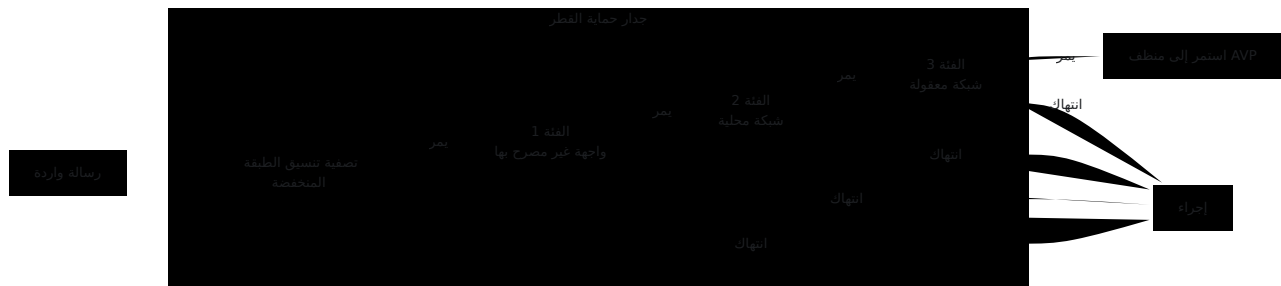 جدار حماية القطر
رسالة واردة
تصفية تنسيق الطبقة
المنخفضة
يمر
الفئة 1
واجهة غير مصرح بها
يمر
الفئة 2
شبكة محلية
يمر
الفئة 3
شبكة معقولة
يمر
AVP استمر إلى منظف
انتهاك
انتهاك
انتهاك
انتهاك
إجراء